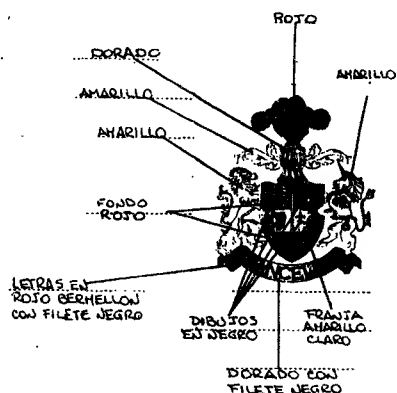 ROJO
DORADO
AMARILLO
AMARILLO
AMARILLO
FONDO
ROJO
LETRAS EN
ROJO BERMELLON
CON FILETE NEGRO
DIBUJOS
EN NEGRO
FRANJA
AMARILLO
CLARO
DORADO CON
FILETE NEGRO